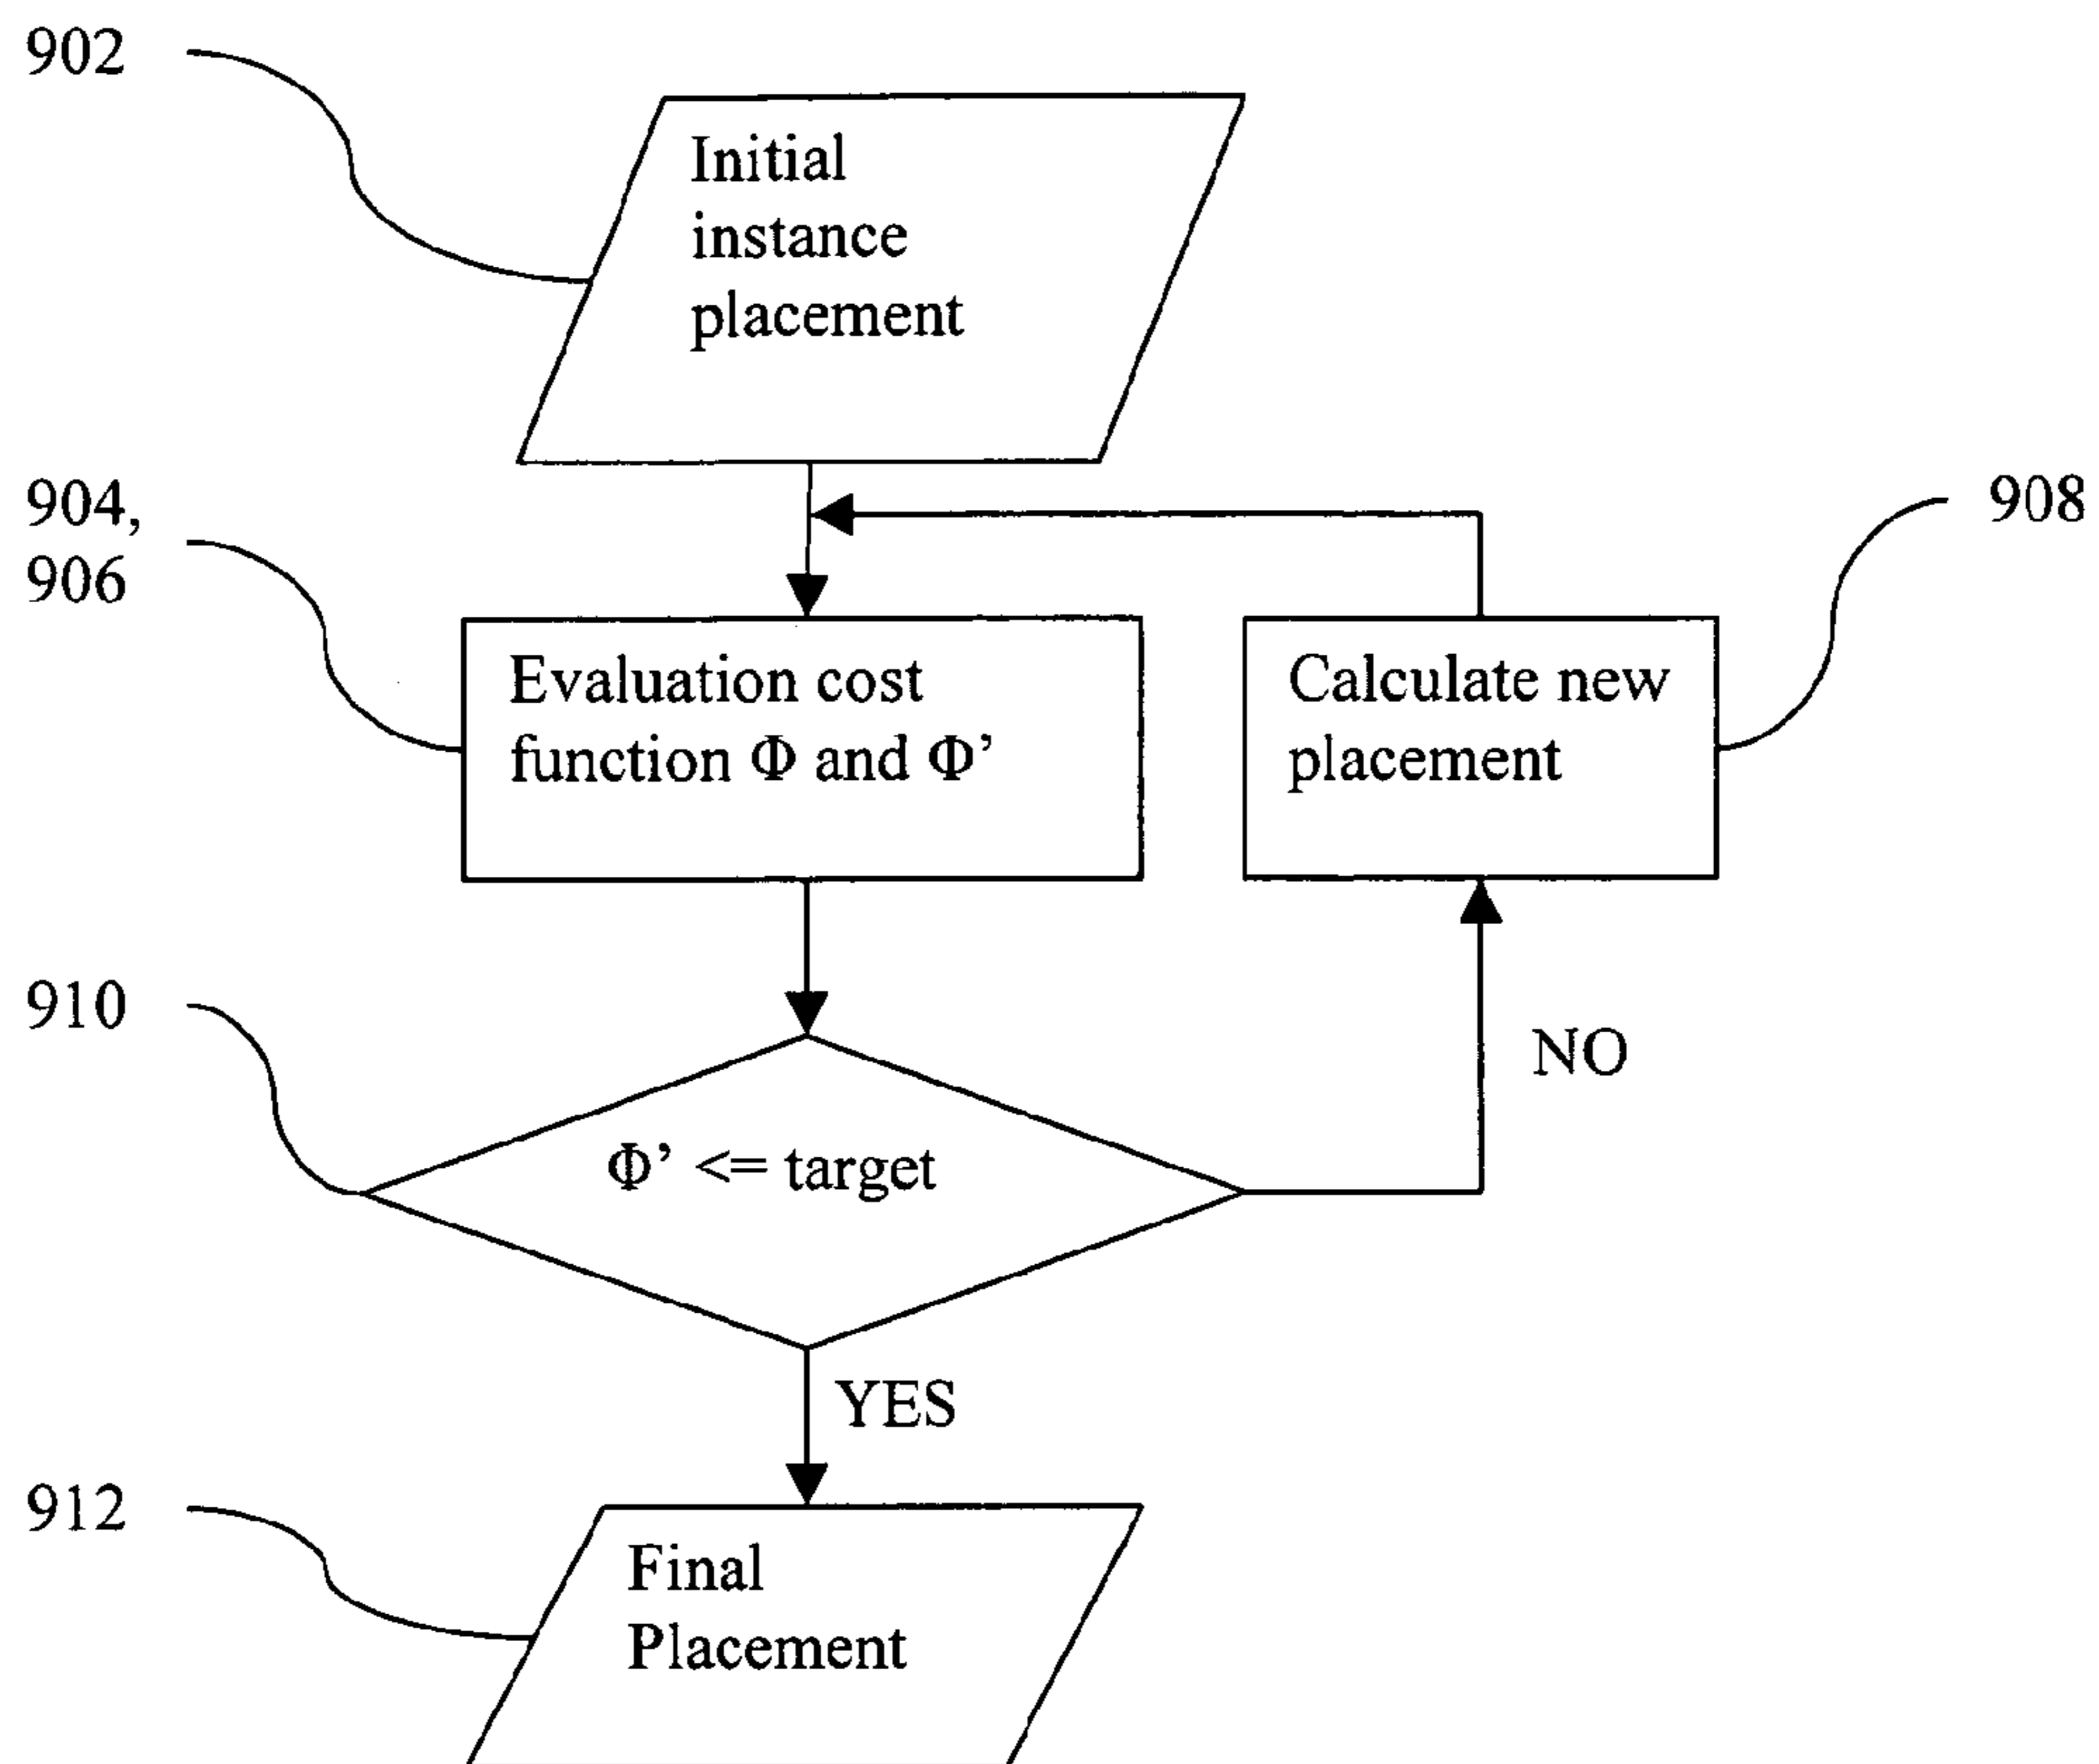 902
Initial
instance
placement
904,
906
908
Evaluation cost
function Φ and Φ’
Calculate new
placement
910
NO
Φ’ <= target
YES
912
Final
Placement